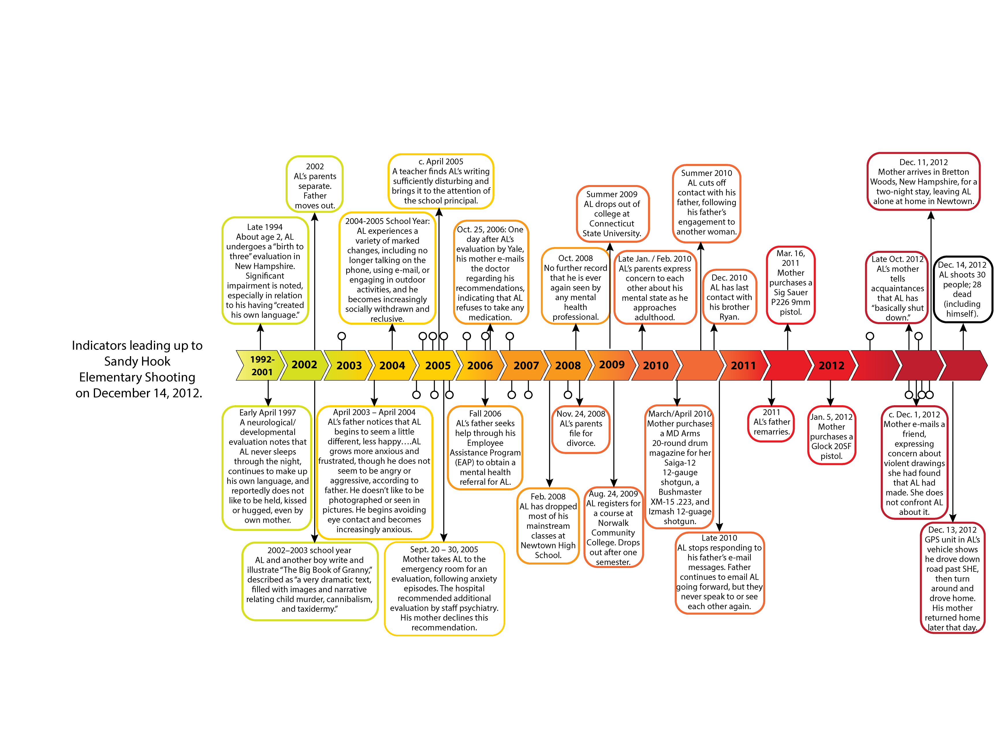 Indicators leading up to
Sandy Hook
Elementary Shooting
on December 14, 2012.
Late 1994
About age 2, AL
undergoes a “birth to
three” evaluation in
New Hampshire.
Significant
impairment is noted,
especially in relation
to his having “created
his own language.”
2002
AL’s parents
separate.
Father
moves out.
2004-2005 School Year:
AL experiences a
variety of marked
changes, including no
longer talking on the
phone, using e-mail, or
engaging in outdoor
activities, and he
becomes increasingly
socially withdrawn and
reclusive.
c. April 2005
A teacher finds AL’s writing
sufficiently disturbing and
brings it to the attention of
the school principal.
Oct. 25, 2006: One
day after AL’s
evaluation by Yale,
his mother e-mails
the doctor
regarding his
recommendations,
indicating that AL
refuses to take any
medication.
Oct. 2008
No further record
that he is ever
again seen by
any mental
health
professional.
Summer 2009
AL drops out of
college at
Connecticut
State University.
Late Jan. / Feb. 2010
AL’s parents express
concern to each
other about his
mental state as he
approaches
adulthood.
Summer 2010
AL cuts off
contact with his
father, following
his father’s
engagement to
another woman.
Dec. 2010
AL has last
contact with
his brother
Ryan.
Mar. 16,
2011
Mother
purchases a
Sig Sauer
P226 9mm
pistol.
Late Oct. 2012
AL’s mother
tells
acquaintances
that AL has
“basically shut
down.”
Dec. 11, 2012
Mother arrives in Bretton
Woods, New Hampshire, for a
two-night stay, leaving AL
alone at home in Newtown.
Dec. 14, 2012
AL shoots 30
people; 28
dead
(including
himself).
1992-
2001
2002
2003
2004
2005
2006
2007
2008
2009
2010
2011
2012
Early April 1997
A neurological/
developmental
evaluation notes that
AL never sleeps
through the night,
continues to make up
his own language, and
reportedly does not
like to be held, kissed
or hugged, even by
own mother.
2002–2003 school year
AL and another boy write and
illustrate “The Big Book of Granny,”
described as “a very dramatic text,
filled with images and narrative
relating child murder, cannibalism,
and taxidermy.”
April 2003 – April 2004
AL’s father notices that AL
begins to seem a little
different, less happy….AL
grows more anxious and
frustrated, though he does not
seem to be angry or
aggressive, according to
father. He doesn’t like to be
photographed or seen in
pictures. He begins avoiding
eye contact and becomes
increasingly anxious.
Sept. 20 – 30, 2005
Mother takes AL to the
emergency room for an
evaluation, following anxiety
episodes. The hospital
recommended additional
evaluation by staff psychiatry.
His mother declines this
recommendation.
Fall 2006
AL’s father seeks
help through his
Employee
Assistance Program
(EAP) to obtain a
mental health
referral for AL.
Feb. 2008
AL has dropped
most of his
mainstream
classes at
Newtown High
School.
Nov. 24, 2008
AL’s parents
file for
divorce.
Aug. 24, 2009
AL registers for
a course at
Norwalk
Community
College. Drops
out after one
semester.
March/April 2010
Mother purchases
a MD Arms
20-round drum
magazine for her
Saiga-12
12-gauge
shotgun, a
Bushmaster
XM-15 .223, and
Izmash 12-guage
shotgun.
Late 2010
AL stops responding to
his father’s e-mail
messages. Father
continues to email AL
going forward, but they
never speak to or see
each other again.
2011
AL’s father
remarries.
Jan. 5, 2012
Mother
purchases a
Glock 20SF
pistol.
c. Dec. 1, 2012
Mother e-mails a
friend,
expressing
concern about
violent drawings
she had found
that AL had
made. She does
not confront AL
about it.
Dec. 13, 2012
GPS unit in AL’s
vehicle shows
he drove down
road past SHE,
then turn
around and
drove home.
His mother
returned home
later that day.